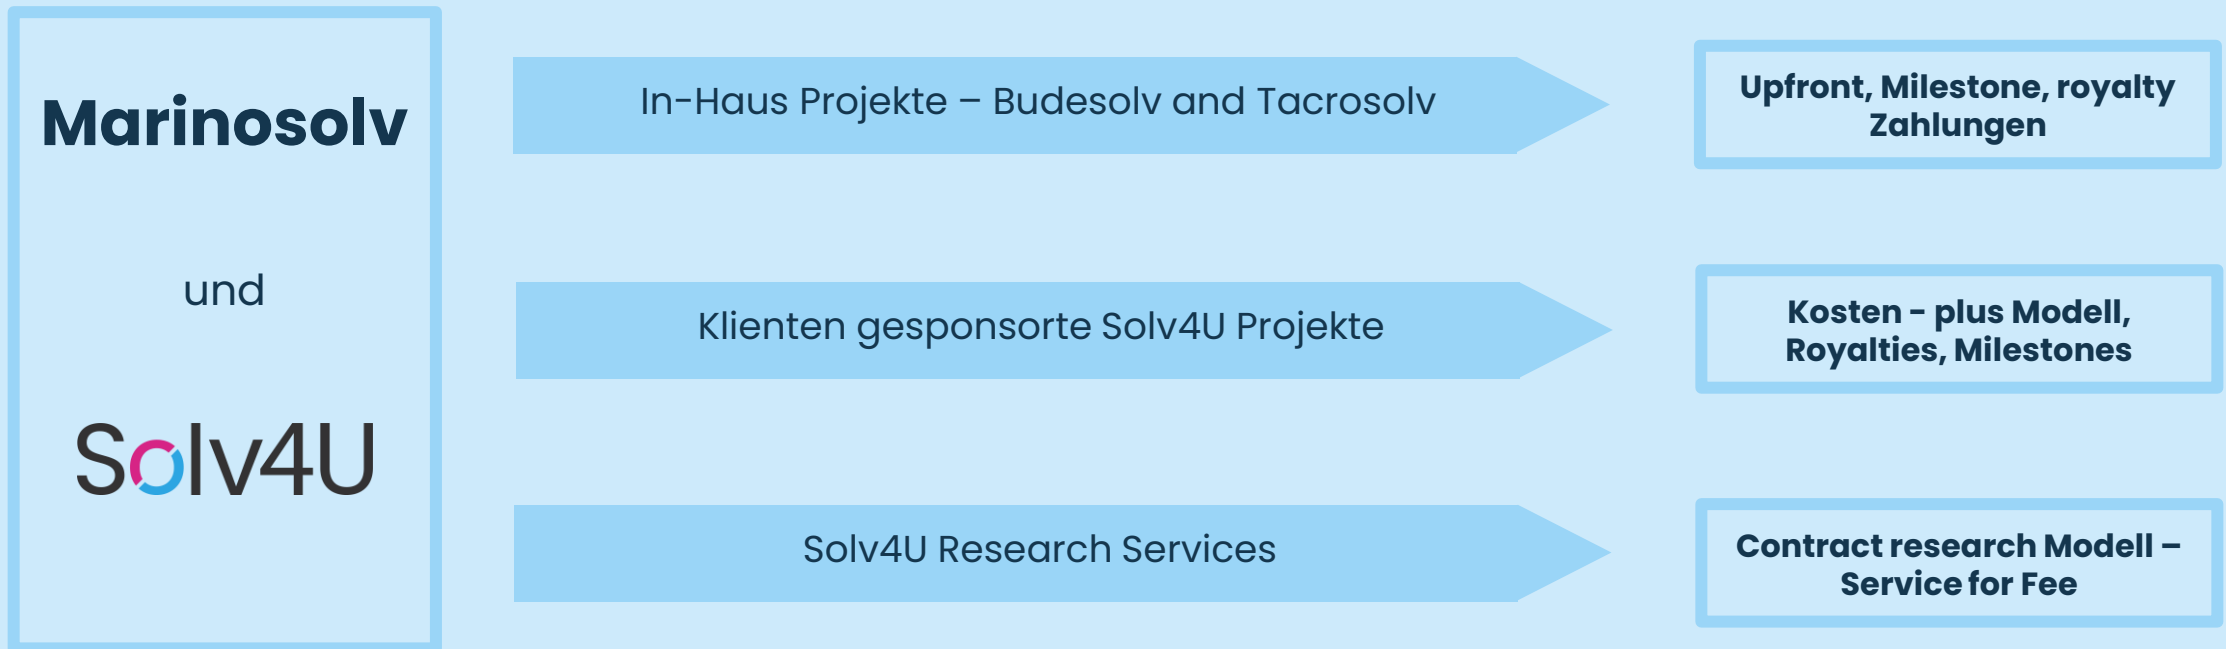 Marinosolv
und
Solv4U
In-Haus Projekte – Budesolv and Tacrosolv
Upfront, Milestone, royalty
Zahlungen
Klienten gesponsorte Solv4U Projekte
Kosten - plus Modell,
Royalties, Milestones
Solv4U Research Services
Contract research Modell –
Service for Fee